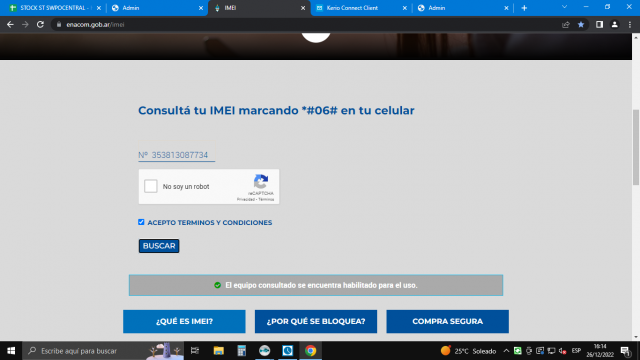 STOCK ST SWPOCENTRAL -
Admin
IMEI
Kerio Connect Client
Admin
enacom.gob.ar/imei
Consultá tu IMEI marcando *#06# en tu celular
Nº 353813087734
No soy un robot
reCAPTCHA
Privacidad - Términos
ACEPTO TERMINOS Y CONDICIONES
BUSCAR
El equipo consultado se encuentra habilitado para el uso.
¿QUÉ ES IMEI?
¿POR QUÉ SE BLOQUEA?
COMPRA SEGURA
Escribe aquí para buscar
25°C Soleado
ESP
16:14
26/12/2022